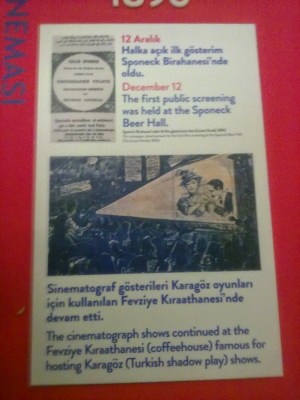 1896
NEMASI
12 Aralık
Halka açık ilk gösterim
Sponeck Birahanesi'nde
oldu.
December 12
The first public screening
was held at the Sponeck
Beer Hall.
Sinematograf gösterileri Karagöz oyunları
için kullanılan Fevziye Kıraathanesi'nde
devam etti.
The cinematograph shows continued at the
Fevziye Kıraathanesi (coffeehouse) famous for
hosting Karagöz (Turkish shadow play) shows.